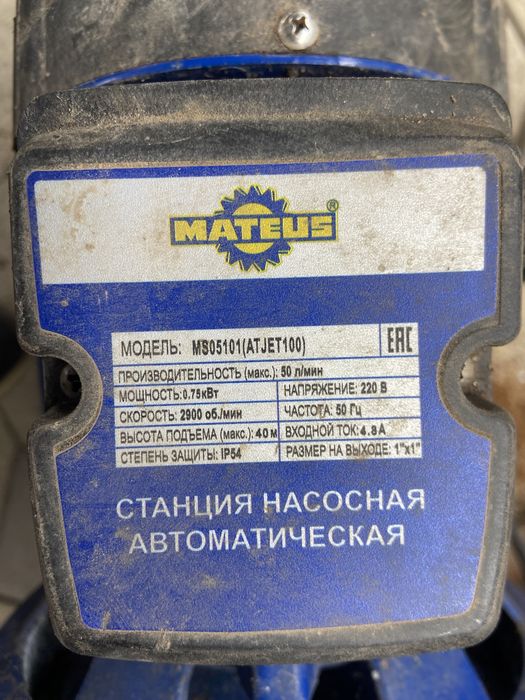 MATEUS®
МОДЕЛЬ: MS05101(ATJET100)
EAC
ПРОИЗВОДИТЕЛЬНОСТЬ (макс.): 50 л/мин
МОЩНОСТЬ:0.75кВт НАПРЯЖЕНИЕ: 220 В
СКОРОСТЬ: 2900 об./мин ЧАСТОТА: 50 Гц
ВЫСОТА ПОДЪЕМА (макс.): 40 м ВХОДНОЙ ТОК: 4.8А
СТЕПЕНЬ ЗАЩИТЫ: IP54 РАЗМЕР НА ВЫХОДЕ: 1"x1"
СТАНЦИЯ НАСОСНАЯ
АВТОМАТИЧЕСКАЯ